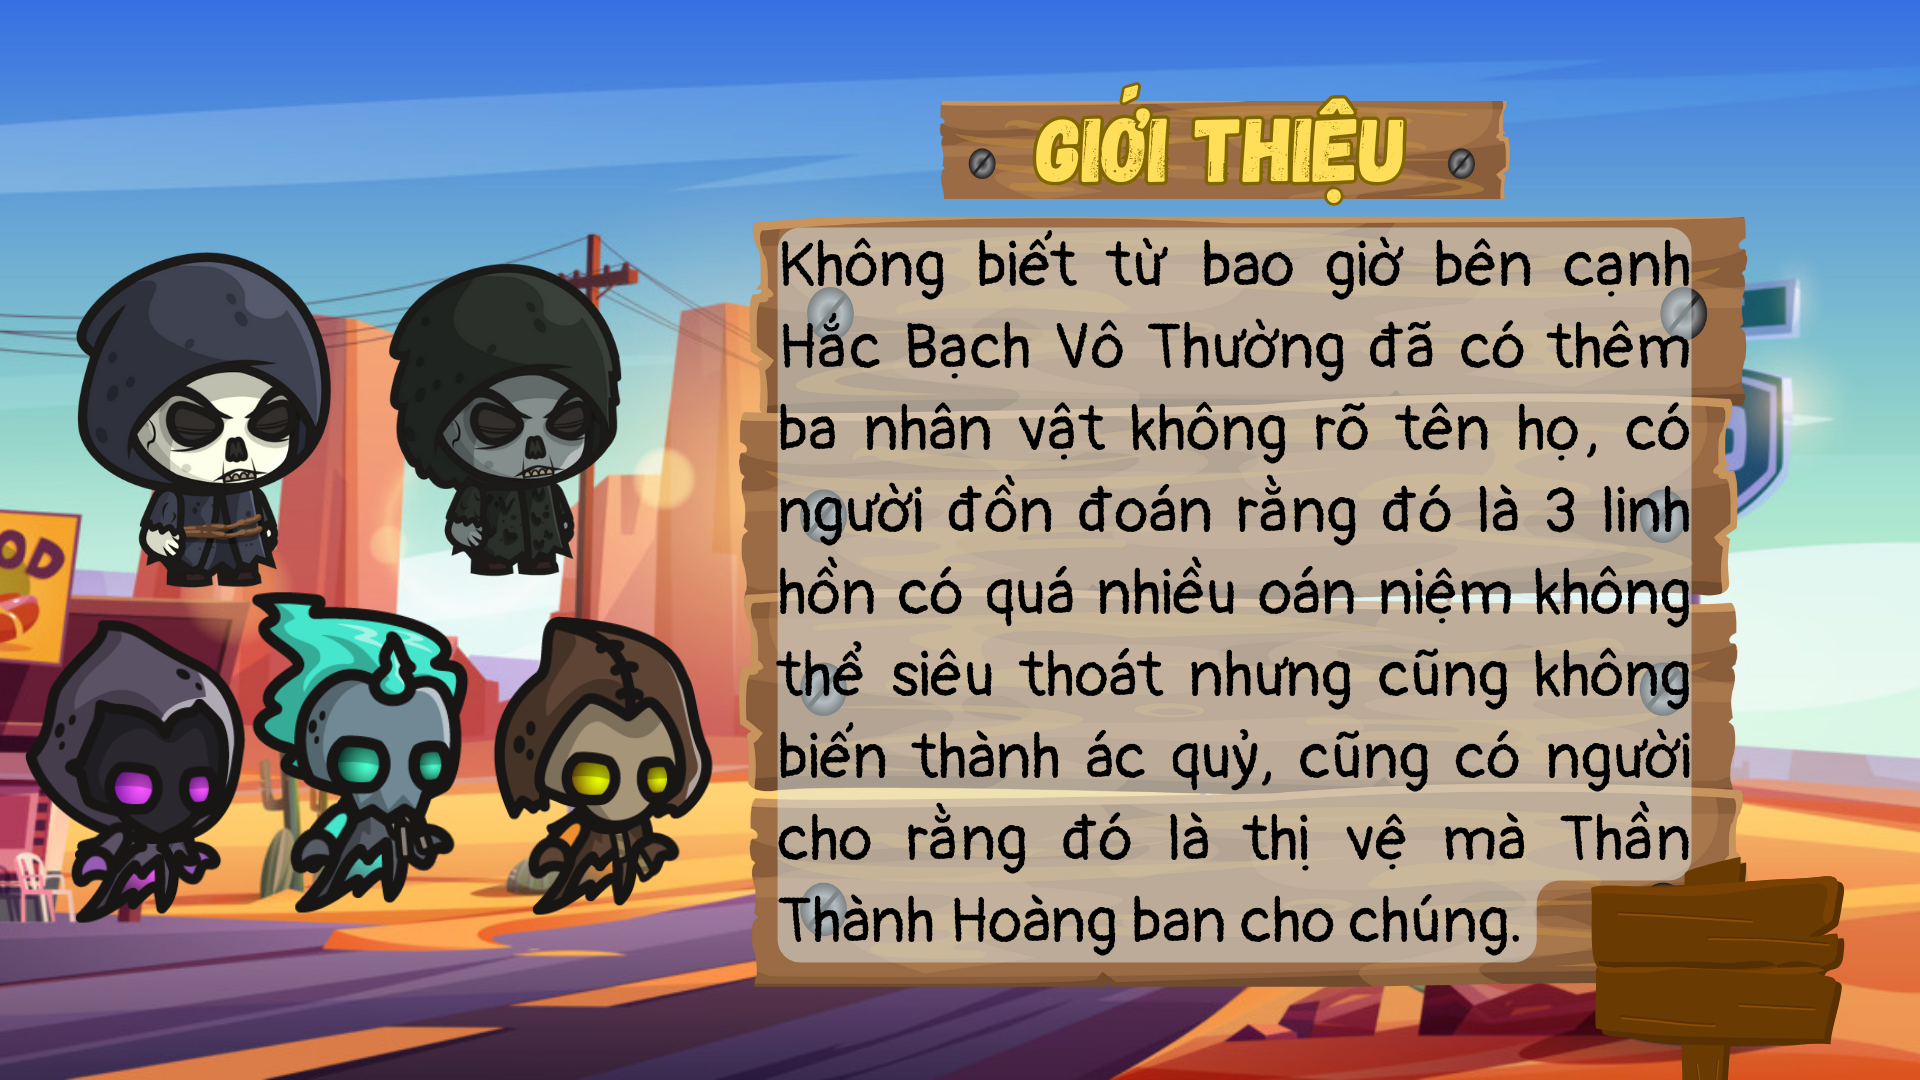 GIỚI THIỆU
Không biết từ bao giờ bên cạnh
Hắc Bạch Vô Thường đã có thêm
ba nhân vật không rõ tên họ, có
người đồn đoán rằng đó là 3 linh
hồn có quá nhiều oán niệm không
thể siêu thoát nhưng cũng không
biến thành ác quỷ, cũng có người
cho rằng đó là thị vệ mà Thần
Thành Hoàng ban cho chúng.
OD